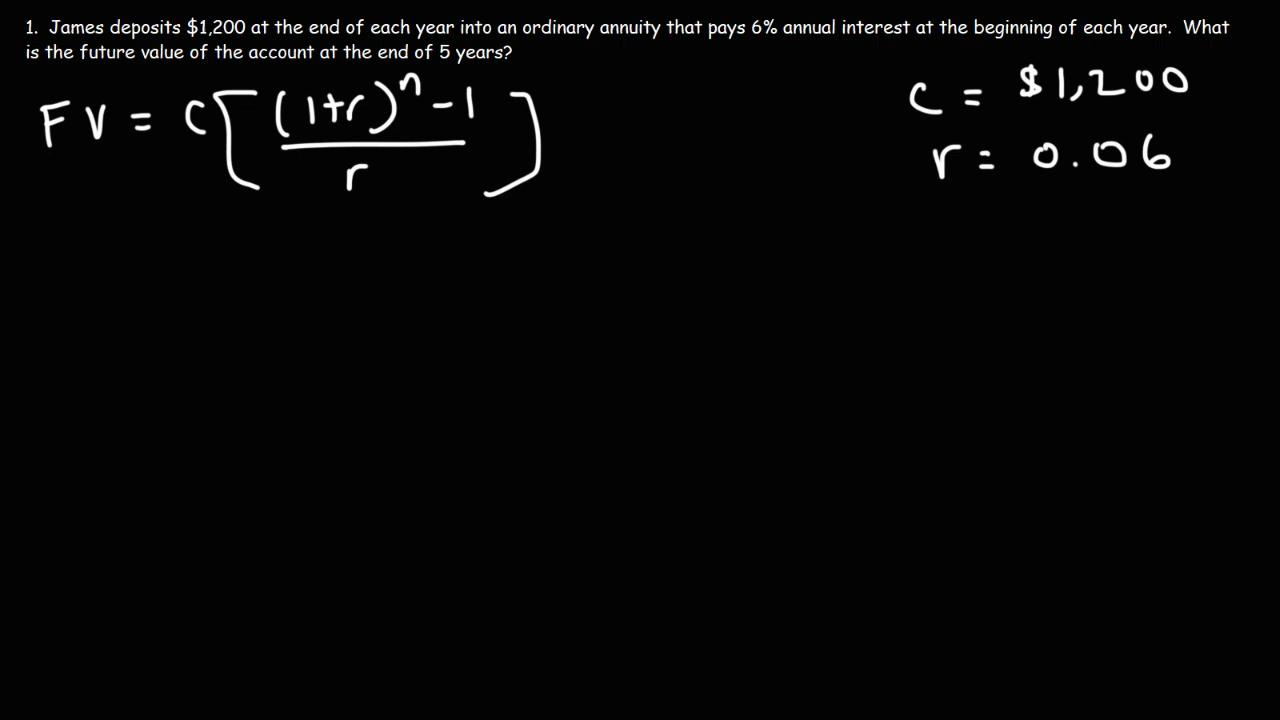 1. James deposits $1,200 at the end of each year into an ordinary annuity that pays 6% annual interest at the beginning of each year. What
is the future value of the account at the end of 5 years?
FV = C[((1+r)^n - 1)/r]
C = $1,200
r = 0.06